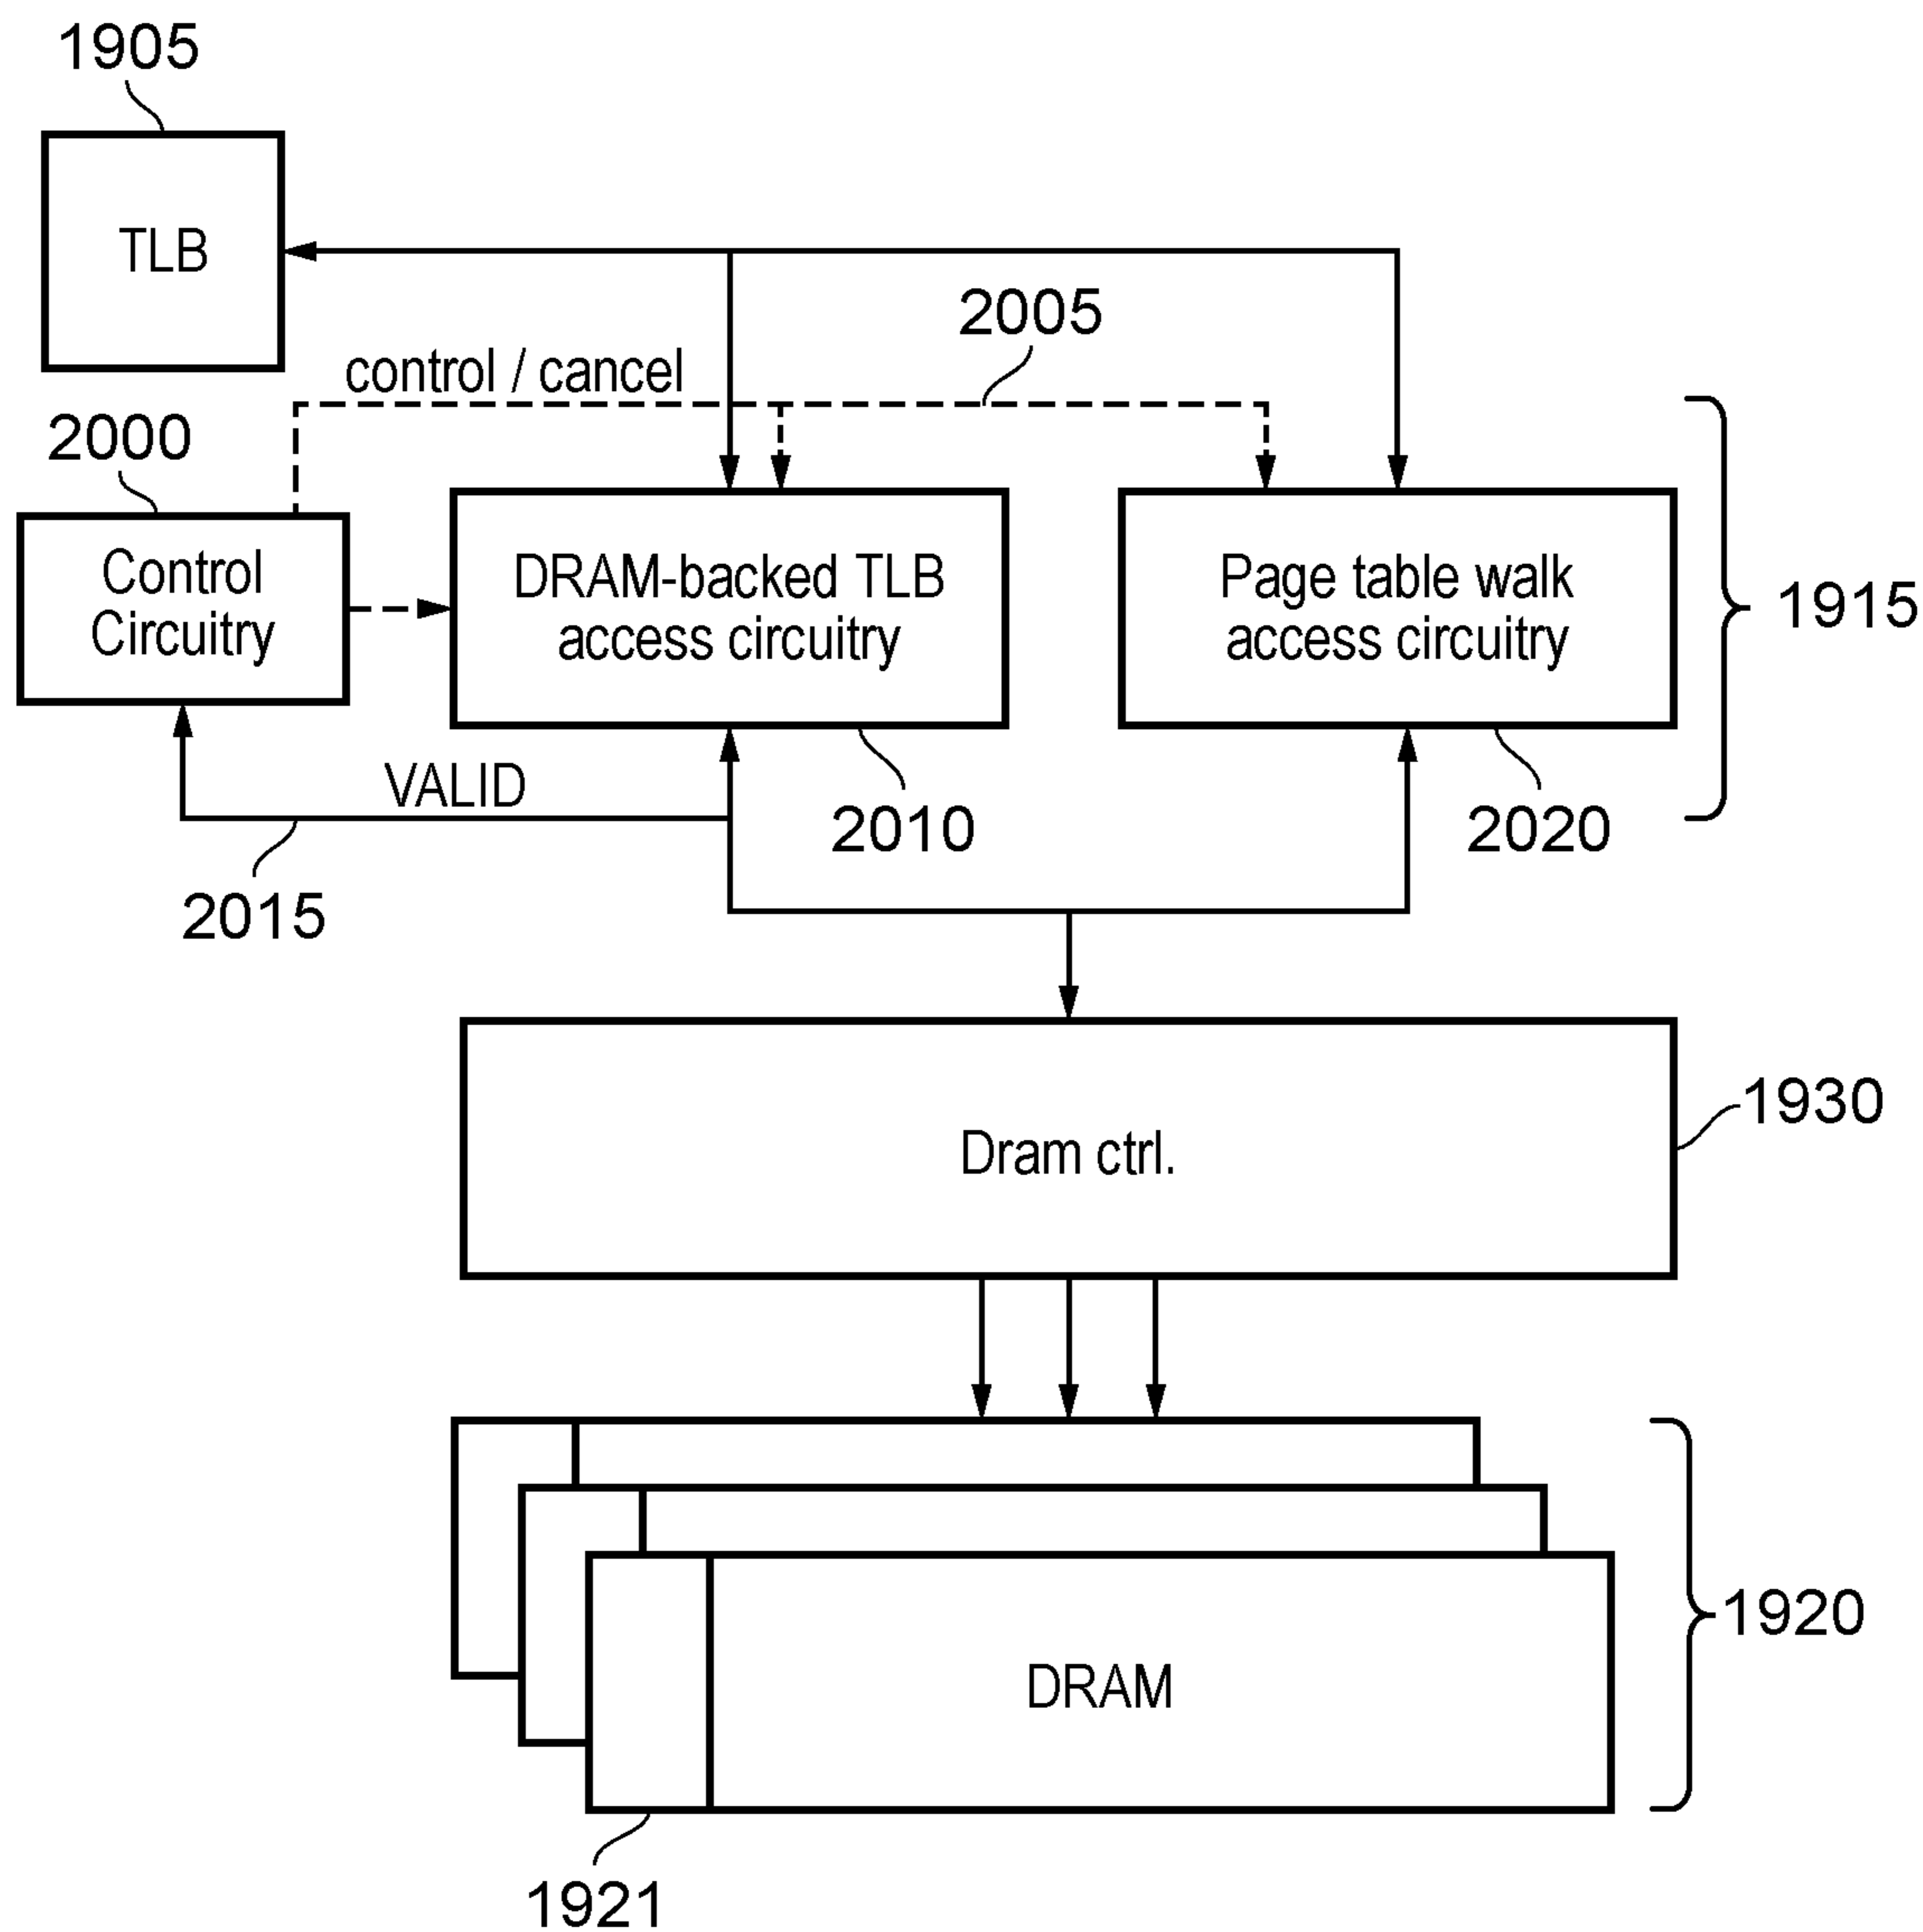 1905
TLB
2005
control / cancel
2000
Control
Circuitry
DRAM-backed TLB
access circuitry
Page table walk
access circuitry
1915
VALID
2010
2020
2015
Dram ctrl.
1930
DRAM
1920
1921